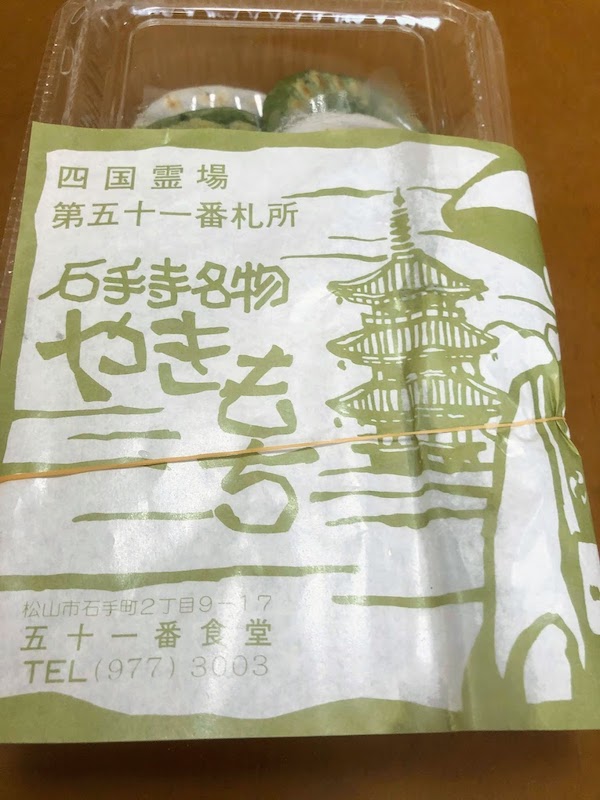 四国霊場
第五十一番札所
石手寺名物
やきもち
松山市石手町2丁目9-17
五十一番食堂
TEL(977)3003